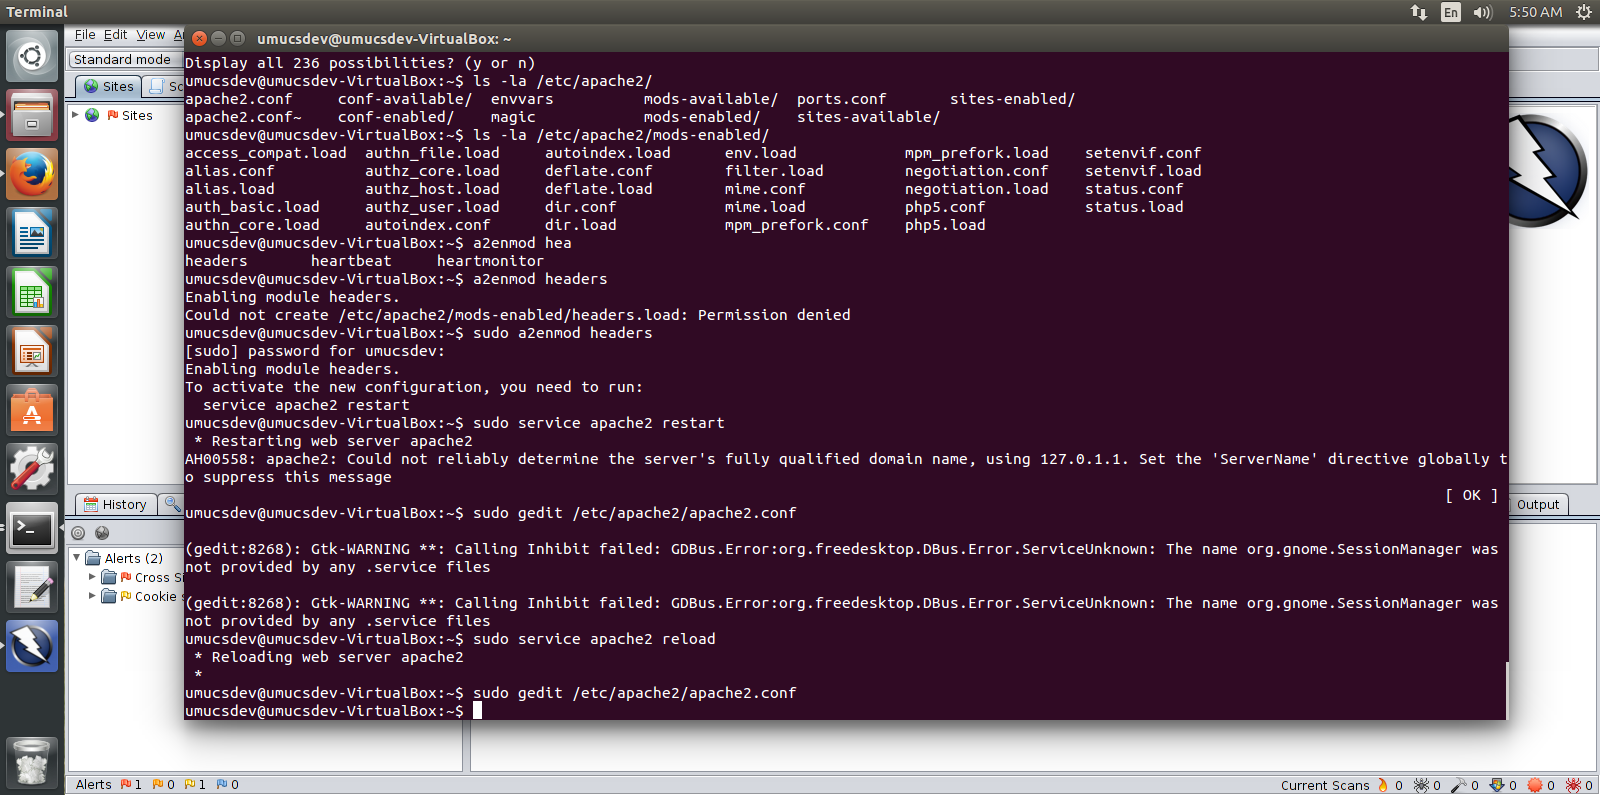 Terminal
En
5:50 AM
File Edit View A
umucsdev@umucsdev-VirtualBox: ~
Standard mode
Sites
Sc
Sites
Display all 236 possibilities? (y or n)
umucsdev@umucsdev-VirtualBox:~$ ls -la /etc/apache2/
apache2.conf conf-available/ envvars mods-available/ ports.conf sites-enabled/
apache2.conf~ conf-enabled/ magic mods-enabled/ sites-available/
umucsdev@umucsdev-VirtualBox:~$ ls -la /etc/apache2/mods-enabled/
access_compat.load authn_file.load autoindex.load env.load mpm_prefork.load setenvif.conf
alias.conf authz_core.load deflate.conf filter.load negotiation.conf setenvif.load
alias.load authz_host.load deflate.load mime.conf negotiation.load status.conf
auth_basic.load authz_user.load dir.conf mime.load php5.conf status.load
authn_core.load autoindex.conf dir.load mpm_prefork.conf php5.load
umucsdev@umucsdev-VirtualBox:~$ a2enmod hea
headers heartbeat heartmonitor
umucsdev@umucsdev-VirtualBox:~$ a2enmod headers
Enabling module headers.
Could not create /etc/apache2/mods-enabled/headers.load: Permission denied
umucsdev@umucsdev-VirtualBox:~$ sudo a2enmod headers
[sudo] password for umucsdev:
Enabling module headers.
To activate the new configuration, you need to run:
service apache2 restart
umucsdev@umucsdev-VirtualBox:~$ sudo service apache2 restart
* Restarting web server apache2
AH00558: apache2: Could not reliably determine the server's fully qualified domain name, using 127.0.1.1. Set the 'ServerName' directive globally t
o suppress this message
[ OK ]
umucsdev@umucsdev-VirtualBox:~$ sudo gedit /etc/apache2/apache2.conf
(gedit:8268): Gtk-WARNING **: Calling Inhibit failed: GDBus.Error:org.freedesktop.DBus.Error.ServiceUnknown: The name org.gnome.SessionManager was
not provided by any .service files
(gedit:8268): Gtk-WARNING **: Calling Inhibit failed: GDBus.Error:org.freedesktop.DBus.Error.ServiceUnknown: The name org.gnome.SessionManager was
not provided by any .service files
umucsdev@umucsdev-VirtualBox:~$ sudo service apache2 reload
* Reloading web server apache2
*
umucsdev@umucsdev-VirtualBox:~$ sudo gedit /etc/apache2/apache2.conf
umucsdev@umucsdev-VirtualBox:~$
History
Output
Alerts (2)
Cross Si
Cookie s
Alerts 1 0 1 0
Current Scans 0 0 0 0 0 0